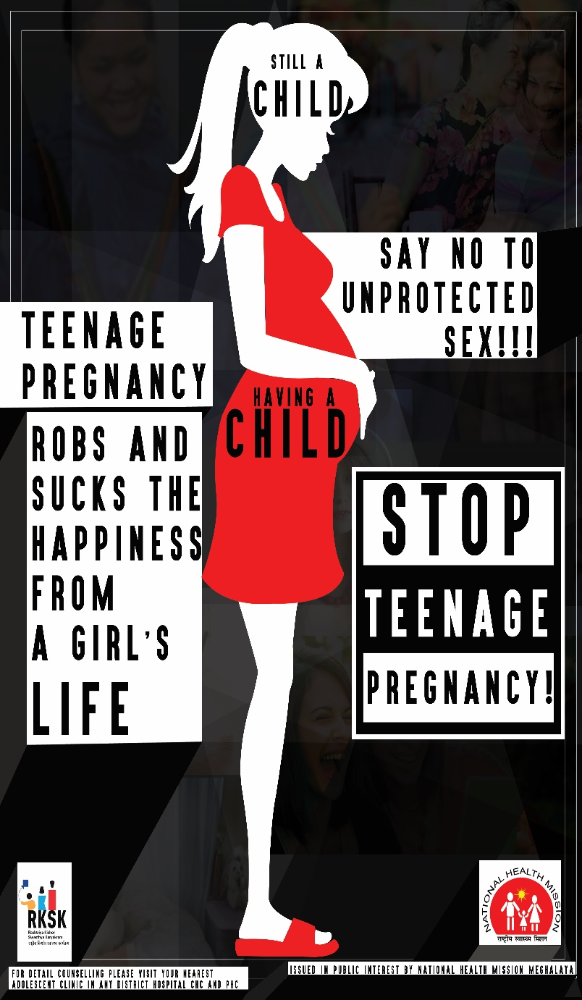 STILL A
CHILD
SAY NO TO
UNPROTECTED
SEX!!!
TEENAGE
PREGNANCY
HAVING A
CHILD
ROBS AND
SUCKS THE
HAPPINESS
FROM
A GIRL'S
LIFE
STOP
TEENAGE
PREGNANCY!
RKSK
Rashtriya Kishor
Swasthya Karyakram
राष्ट्रीय किशोर स्वास्थ्य कार्यक्रम
NATIONAL HEALTH MISSION
राष्ट्रीय स्वास्थ्य मिशन
FOR DETAIL COUNSELLING PLEASE VISIT YOUR NEAREST
ADOLESCENT CLINIC IN ANY DISTRICT HOSPITAL CHC AND PHC
ISSUED IN PUBLIC INTEREST BY NATIONAL HEALTH MISSION MEGHALAYA